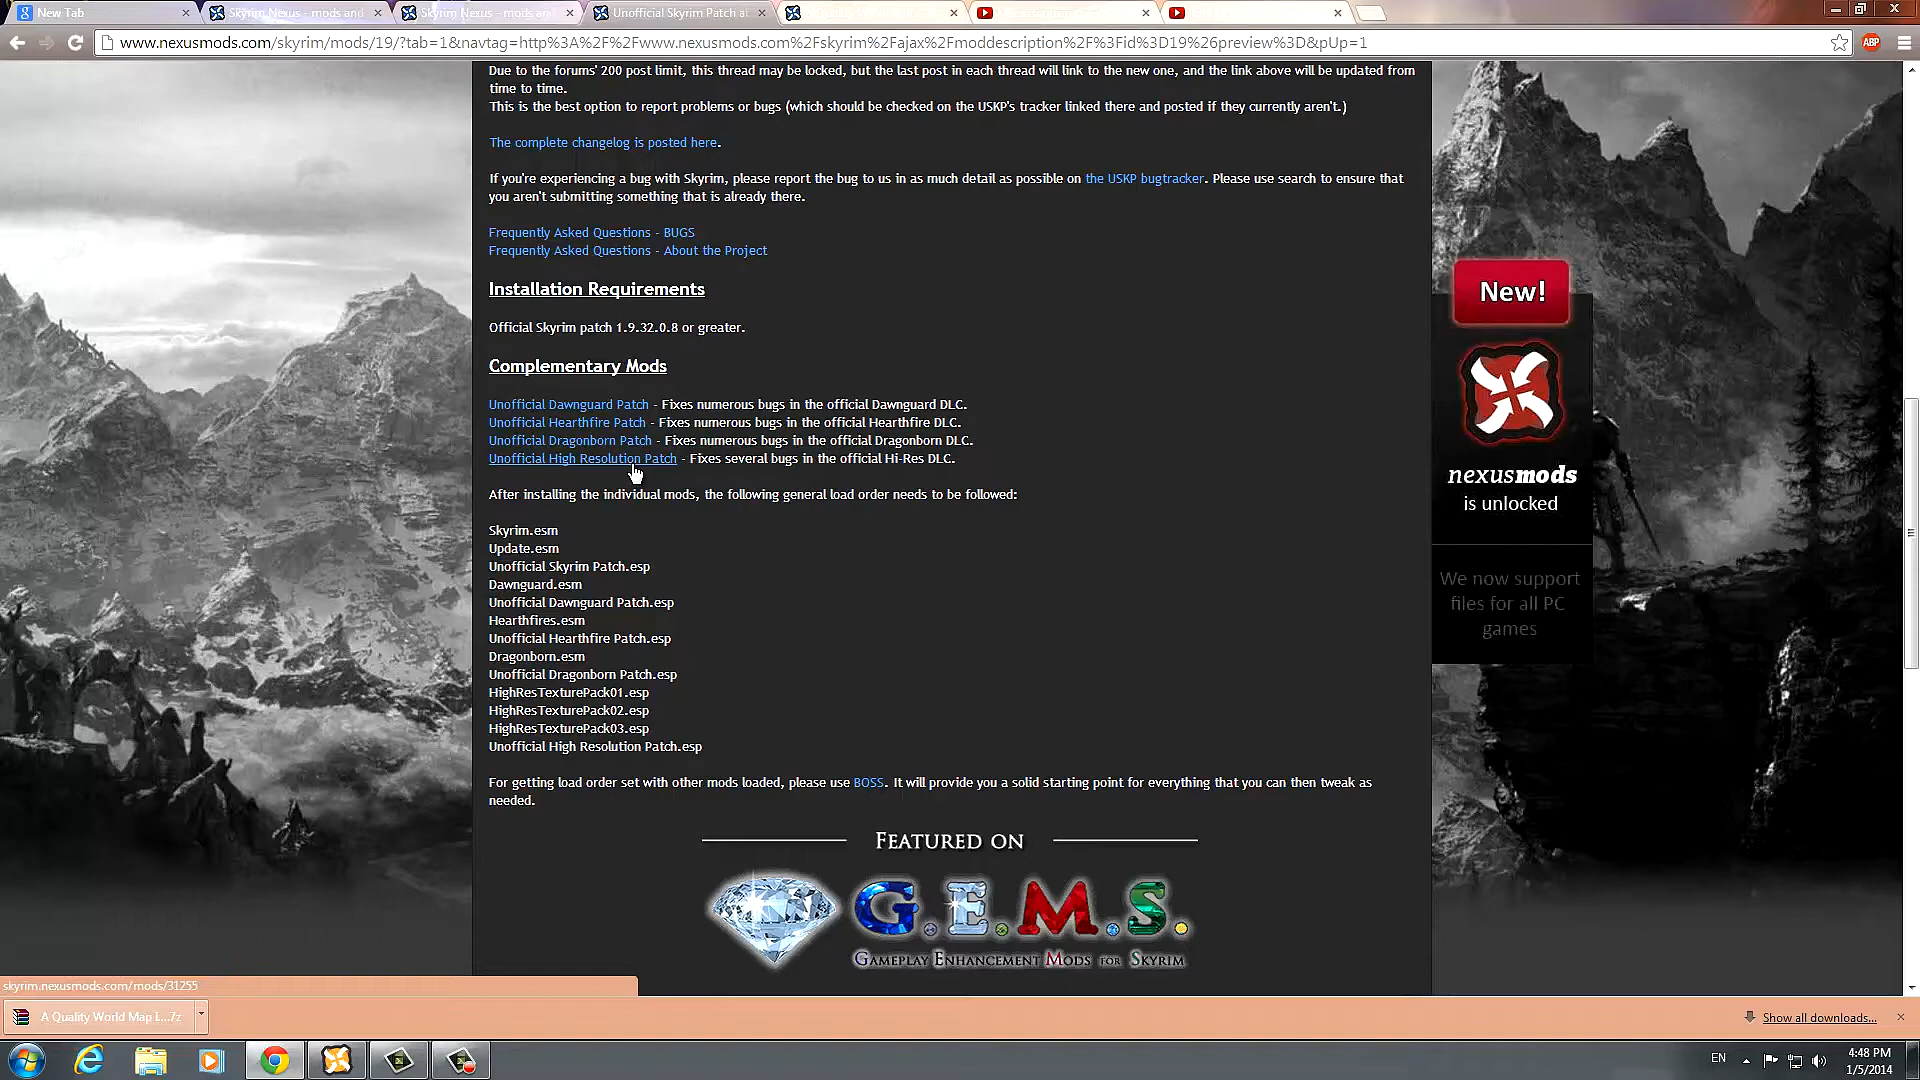 New Tab
Skyrim Nexus - mods and
Skyrim Nexus - mods and
Unofficial Skyrim Patch at
www.nexusmods.com/skyrim/mods/19/?tab=1&navtag=http%3A%2F%2Fwww.nexusmods.com%2Fskyrim%2Fajax%2Fmoddescription%2F%3Fid%3D19%26preview%3D&pUp=1
ABP
Due to the forums' 200 post limit, this thread may be locked, but the last post in each thread will link to the new one, and the link above will be updated from
time to time.
This is the best option to report problems or bugs (which should be checked on the USKP's tracker linked there and posted if they currently aren't.)
The complete changelog is posted here.
If you're experiencing a bug with Skyrim, please report the bug to us in as much detail as possible on the USKP bugtracker. Please use search to ensure that
you aren't submitting something that is already there.
Frequently Asked Questions - BUGS
Frequently Asked Questions - About the Project
Installation Requirements
Official Skyrim patch 1.9.32.0.8 or greater.
Complementary Mods
Unofficial Dawnguard Patch - Fixes numerous bugs in the official Dawnguard DLC.
Unofficial Hearthfire Patch - Fixes numerous bugs in the official Hearthfire DLC.
Unofficial Dragonborn Patch - Fixes numerous bugs in the official Dragonborn DLC.
Unofficial High Resolution Patch - Fixes several bugs in the official Hi-Res DLC.
After installing the individual mods, the following general load order needs to be followed:
Skyrim.esm
Update.esm
Unofficial Skyrim Patch.esp
Dawnguard.esm
Unofficial Dawnguard Patch.esp
Hearthfires.esm
Unofficial Hearthfire Patch.esp
Dragonborn.esm
Unofficial Dragonborn Patch.esp
HighResTexturePack01.esp
HighResTexturePack02.esp
HighResTexturePack03.esp
Unofficial High Resolution Patch.esp
For getting load order set with other mods loaded, please use BOSS. It will provide you a solid starting point for everything that you can then tweak as
needed.
FEATURED ON
G.E.M.S.
GAMEPLAY ENHANCEMENT MODS FOR SKYRIM
New!
nexusmods
is unlocked
We now support
files for all PC
games
skyrim.nexusmods.com/mods/31255
A Quality World Map L...7z
Show all downloads...
EN
4:48 PM
1/5/2014